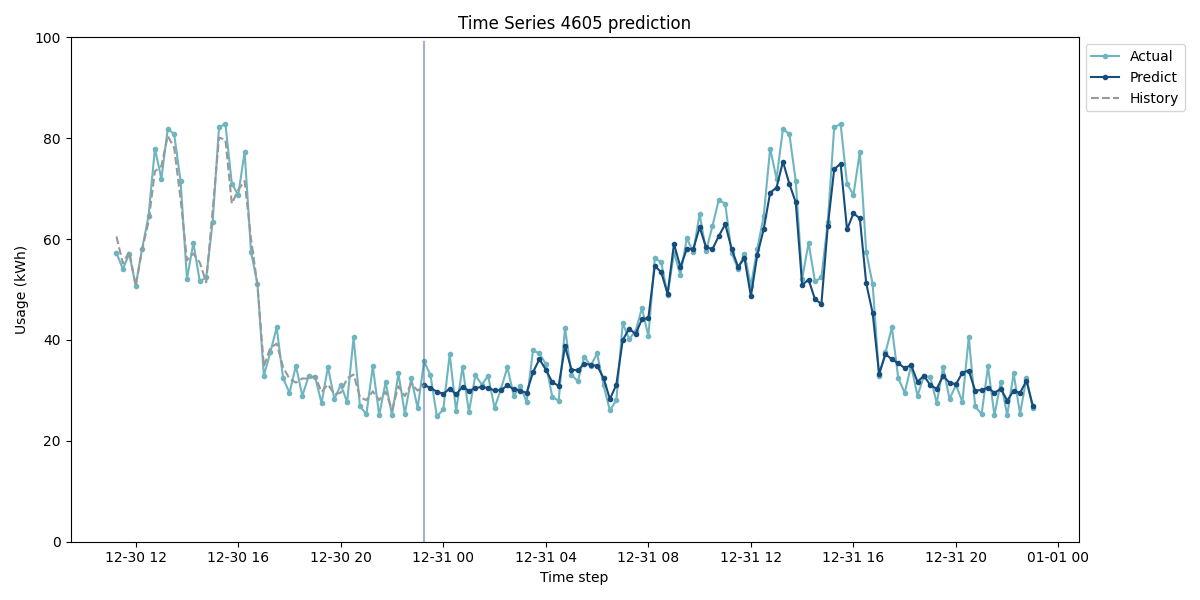 Time Series 4605 prediction
Usage (kWh)
100
80
60
40
20
0
12-30 12
12-30 16
12-30 20
12-31 00
12-31 04
12-31 08
12-31 12
12-31 16
12-31 20
01-01 00
Time step
Actual
Predict
History